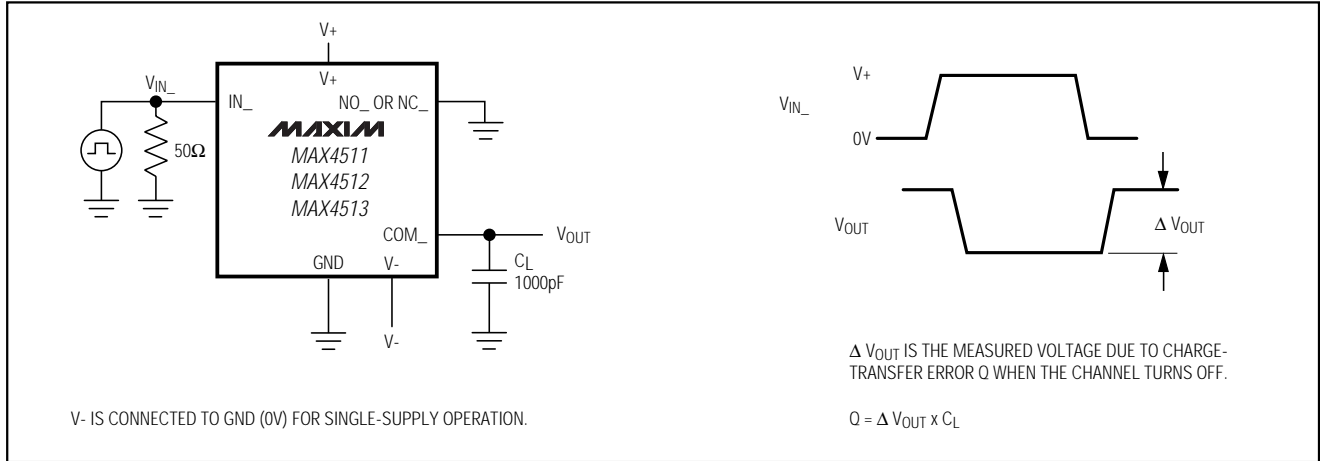 V+
V+
VIN_
IN_
NO_ OR NC_
MAXIM
50Ω
MAX4511
MAX4512
MAX4513
COM_
VOUT
GND
V-
CL
1000pF
V-
V- IS CONNECTED TO GND (0V) FOR SINGLE-SUPPLY OPERATION.
V+
VIN_
0V
VOUT
Δ VOUT
Δ VOUT IS THE MEASURED VOLTAGE DUE TO CHARGE-
TRANSFER ERROR Q WHEN THE CHANNEL TURNS OFF.
Q = Δ VOUT x CL